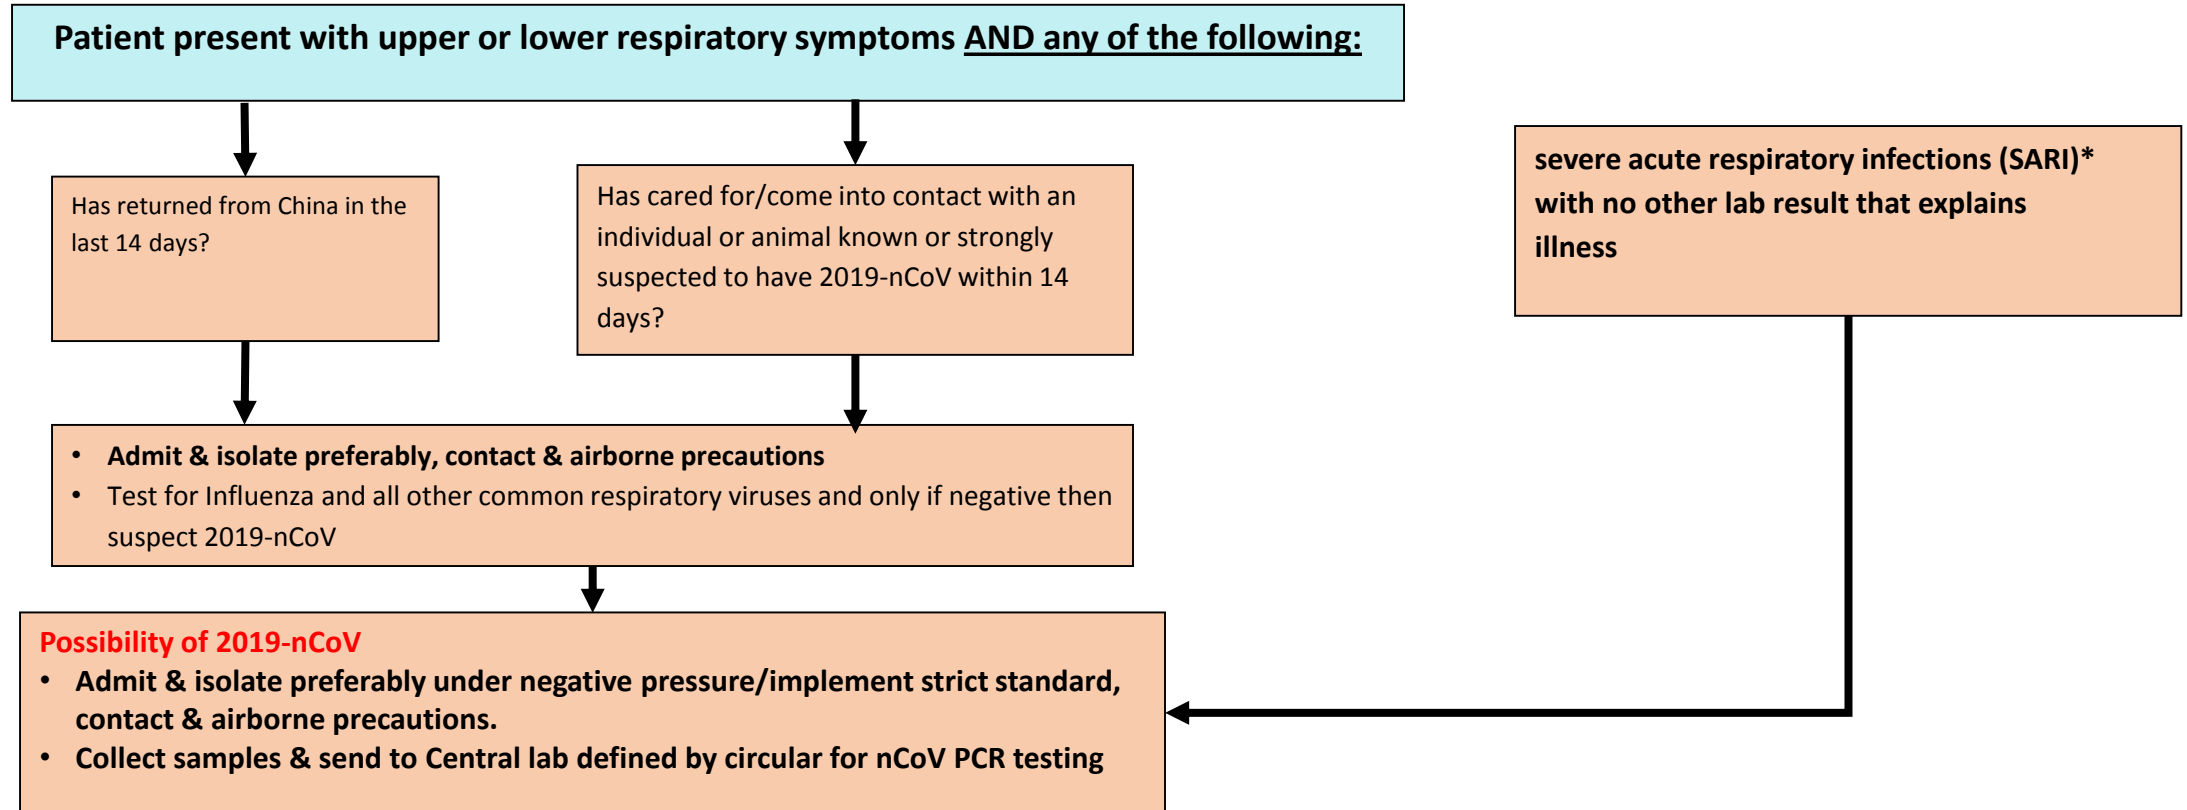 Patient present with upper or lower respiratory symptoms AND any of the following:
Has returned from China in the
last 14 days?
Has cared for/come into contact with an
individual or animal known or strongly
suspected to have 2019-nCoV within 14
days?
severe acute respiratory infections (SARI)*
with no other lab result that explains
illness
• Admit & isolate preferably, contact & airborne precautions
• Test for Influenza and all other common respiratory viruses and only if negative then
suspect 2019-nCoV
Possibility of 2019-nCoV
• Admit & isolate preferably under negative pressure/implement strict standard,
contact & airborne precautions.
• Collect samples & send to Central lab defined by circular for nCoV PCR testing